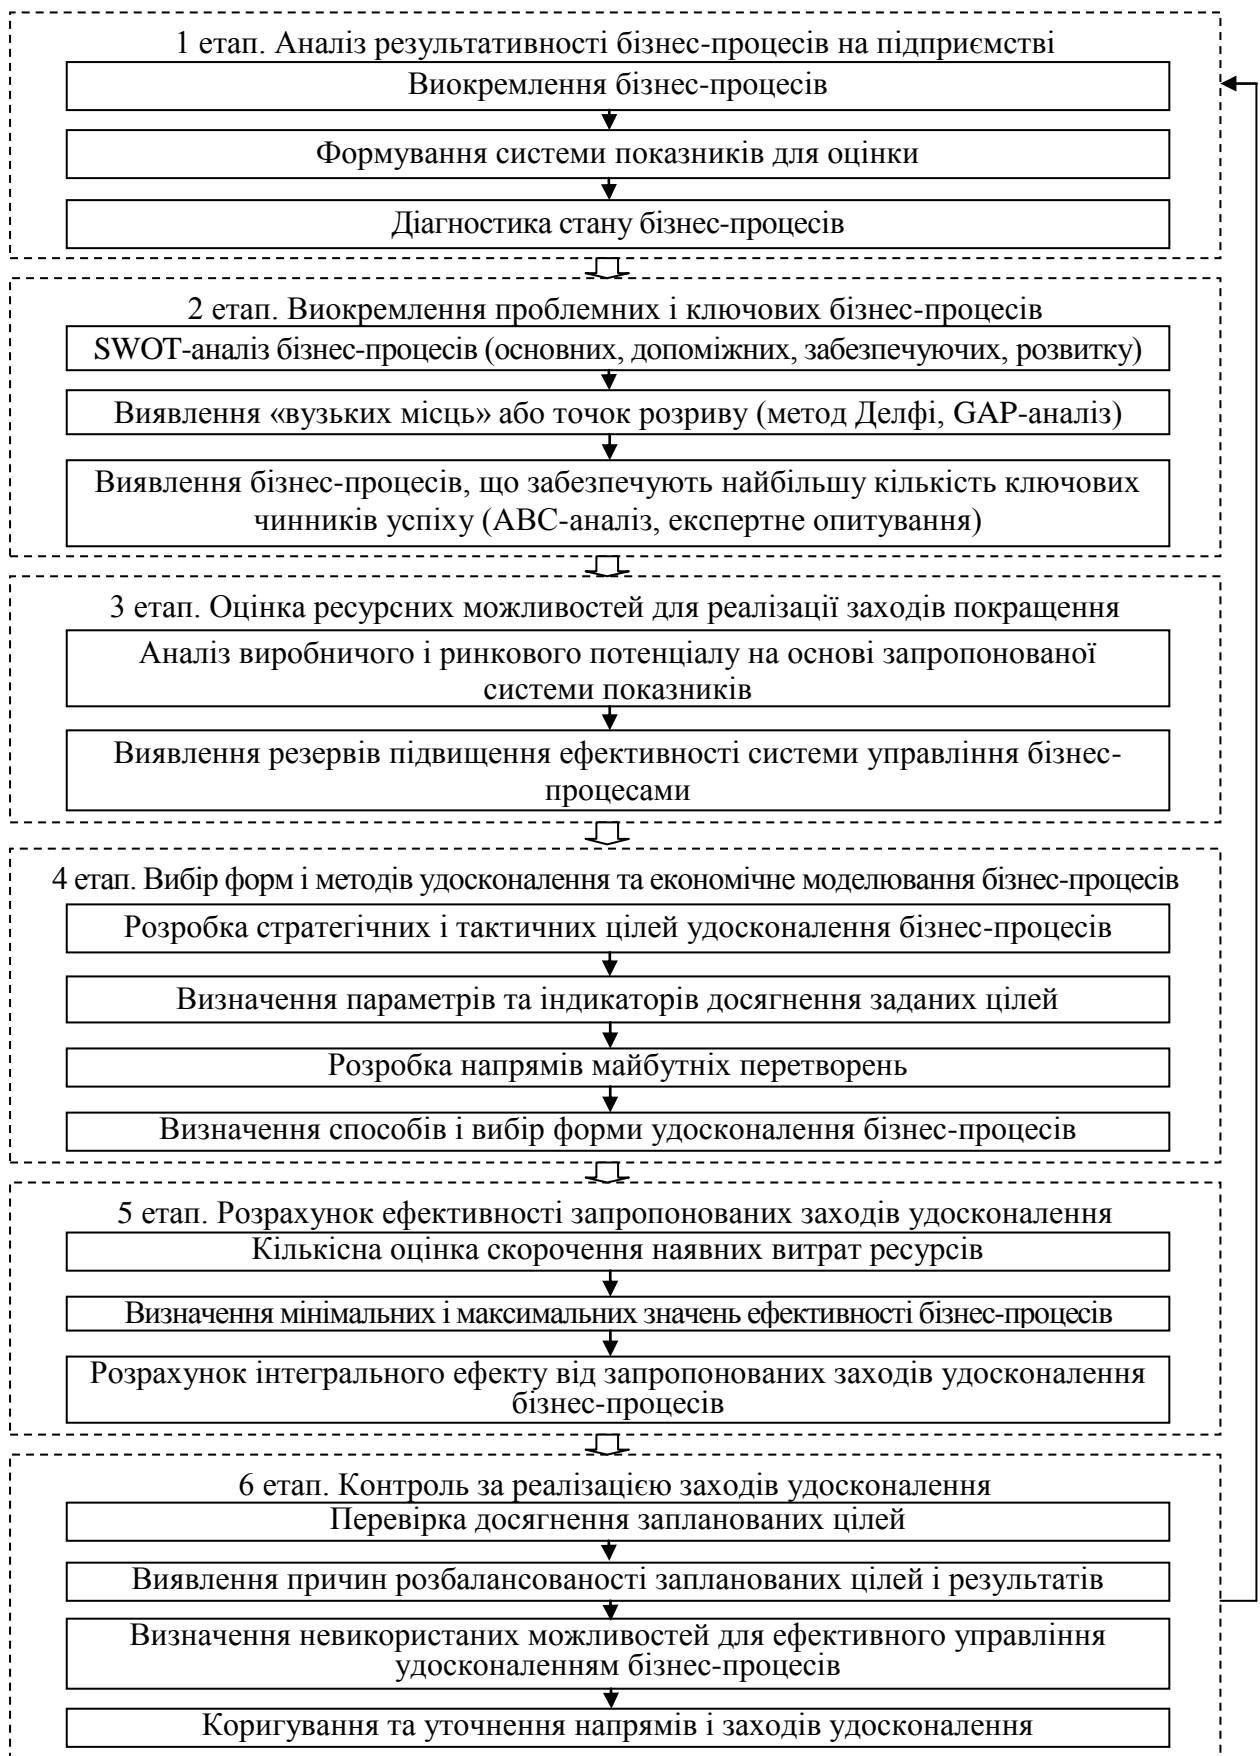 1 етап. Аналіз результативності бізнес-процесів на підприємстві
Виокремлення бізнес-процесів
Формування системи показників для оцінки
Діагностика стану бізнес-процесів
2 етап. Виокремлення проблемних і ключових бізнес-процесів
SWOT-аналіз бізнес-процесів (основних, допоміжних, забезпечуючих, розвитку)
Виявлення «вузьких місць» або точок розриву (метод Делфі, GAP-аналіз)
Виявлення бізнес-процесів, що забезпечують найбільшу кількість ключових
чинників успіху (АВС-аналіз, експертне опитування)
3 етап. Оцінка ресурсних можливостей для реалізації заходів покращення
Аналіз виробничого і ринкового потенціалу на основі запропонованої
системи показників
Виявлення резервів підвищення ефективності системи управління бізнес-
процесами
4 етап. Вибір форм і методів удосконалення та економічне моделювання бізнес-процесів
Розробка стратегічних і тактичних цілей удосконалення бізнес-процесів
Визначення параметрів та індикаторів досягнення заданих цілей
Розробка напрямів майбутніх перетворень
Визначення способів і вибір форми удосконалення бізнес-процесів
5 етап. Розрахунок ефективності запропонованих заходів удосконалення
Кількісна оцінка скорочення наявних витрат ресурсів
Визначення мінімальних і максимальних значень ефективності бізнес-процесів
Розрахунок інтегрального ефекту від запропонованих заходів удосконалення
бізнес-процесів
6 етап. Контроль за реалізацією заходів удосконалення
Перевірка досягнення запланованих цілей
Виявлення причин розбалансованості запланованих цілей і результатів
Визначення невикористаних можливостей для ефективного управління
удосконаленням бізнес-процесів
Коригування та уточнення напрямів і заходів удосконалення